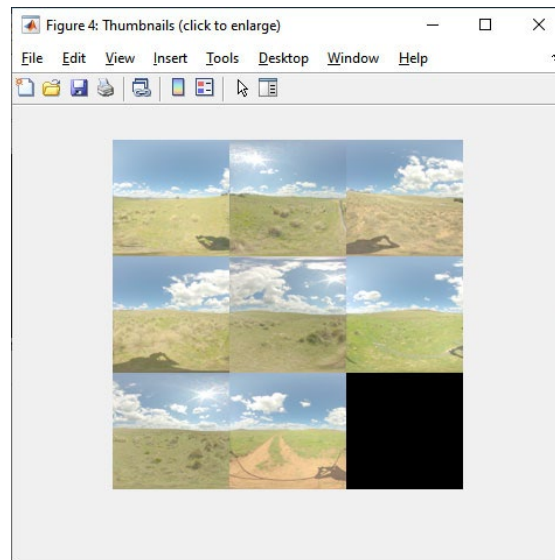 Figure 4: Thumbnails (click to enlarge)
File Edit View Insert Tools Desktop Window Help